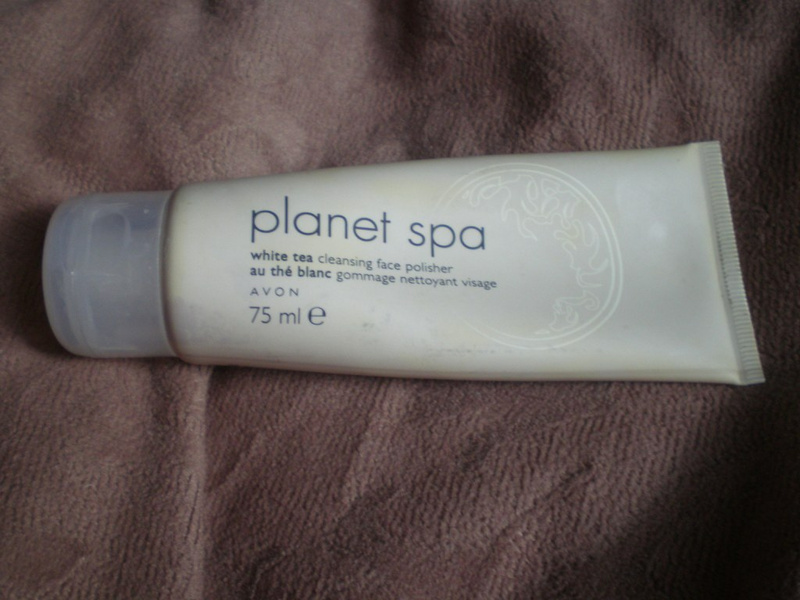 planet spa
white tea cleansing face polisher
au thé blanc gommage nettoyant visage
AVON
75 ml e